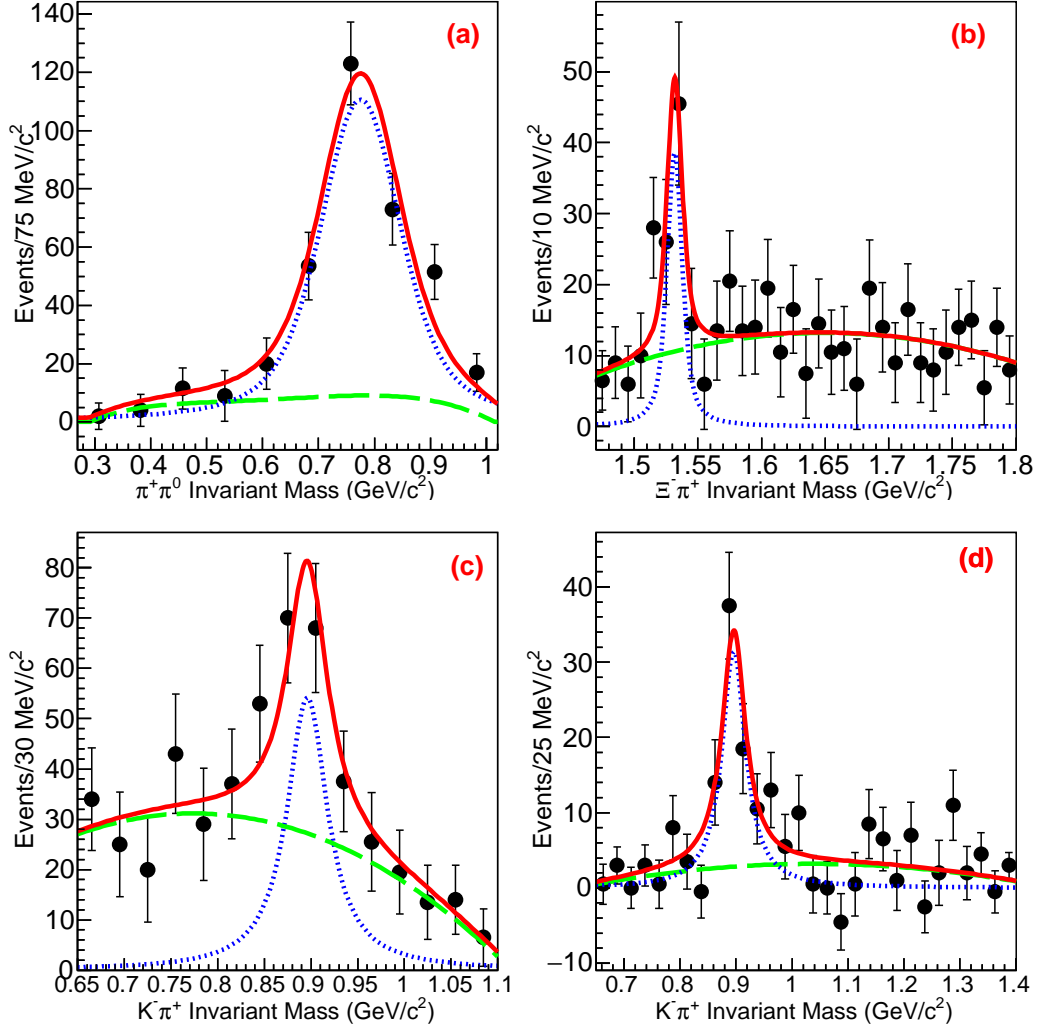 (a)
Events/75 MeV/c²
0 20 40 60 80 100 120 140
0.3 0.4 0.5 0.6 0.7 0.8 0.9 1
π⁺π⁰ Invariant Mass (GeV/c²)
(b)
Events/10 MeV/c²
0 10 20 30 40 50
1.5 1.55 1.6 1.65 1.7 1.75 1.8
Ξ⁻π⁺ Invariant Mass (GeV/c²)
(c)
Events/30 MeV/c²
0 10 20 30 40 50 60 70 80
0.65 0.7 0.75 0.8 0.85 0.9 0.95 1 1.05 1.1
K⁻π⁺ Invariant Mass (GeV/c²)
(d)
Events/25 MeV/c²
−10 0 10 20 30 40
0.7 0.8 0.9 1 1.1 1.2 1.3 1.4
K⁻π⁺ Invariant Mass (GeV/c²)